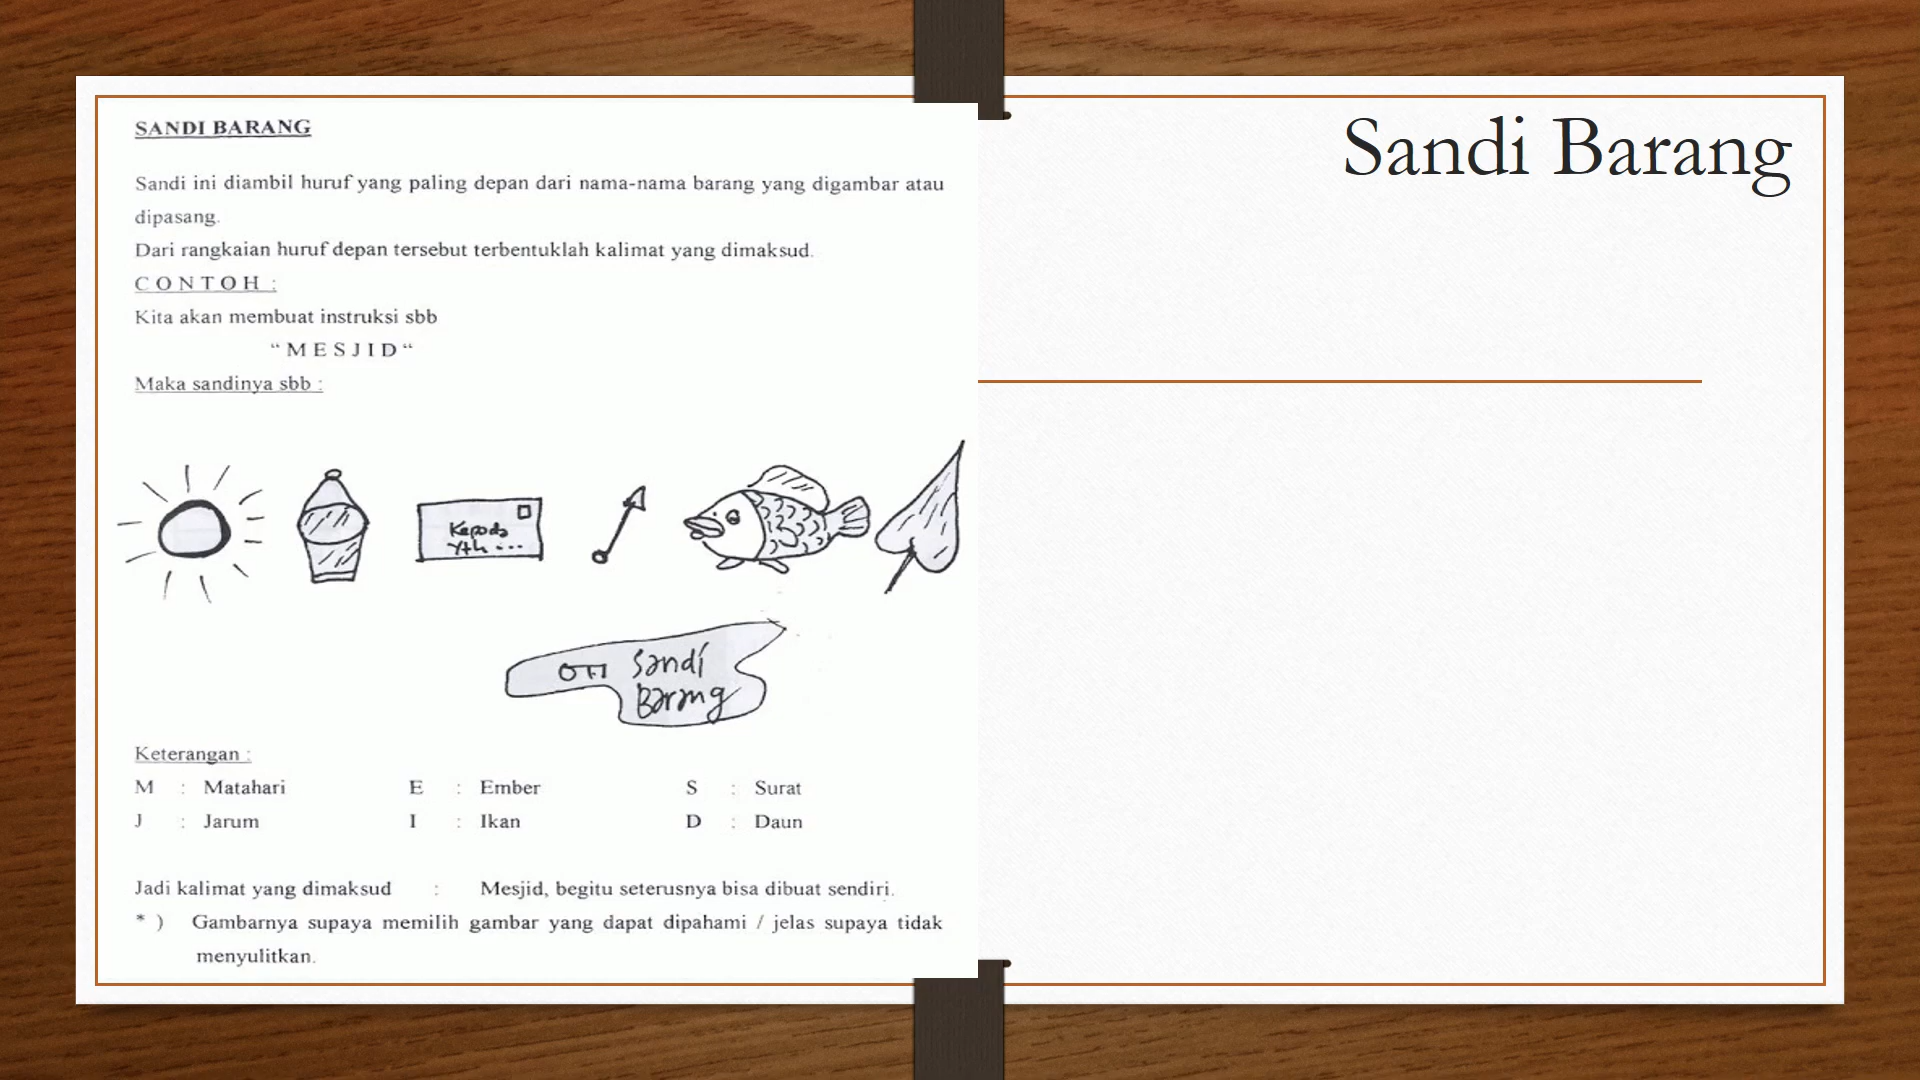 Sandi Barang
SANDI BARANG
Sandi ini diambil huruf yang paling depan dari nama-nama barang yang digambar atau
dipasang.
Dari rangkaian huruf depan tersebut terbentuklah kalimat yang dimaksud.
C O N T O H :
Kita akan membuat instruksi sbb
“ M E S J I D “
Maka sandinya sbb :
Kepada
Yth ...
Sandi
Barang
Keterangan :
M : Matahari E : Ember S : Surat
J : Jarum I : Ikan D : Daun
Jadi kalimat yang dimaksud : Mesjid, begitu seterusnya bisa dibuat sendiri.
* ) Gambarnya supaya memilih gambar yang dapat dipahami / jelas supaya tidak
menyulitkan.